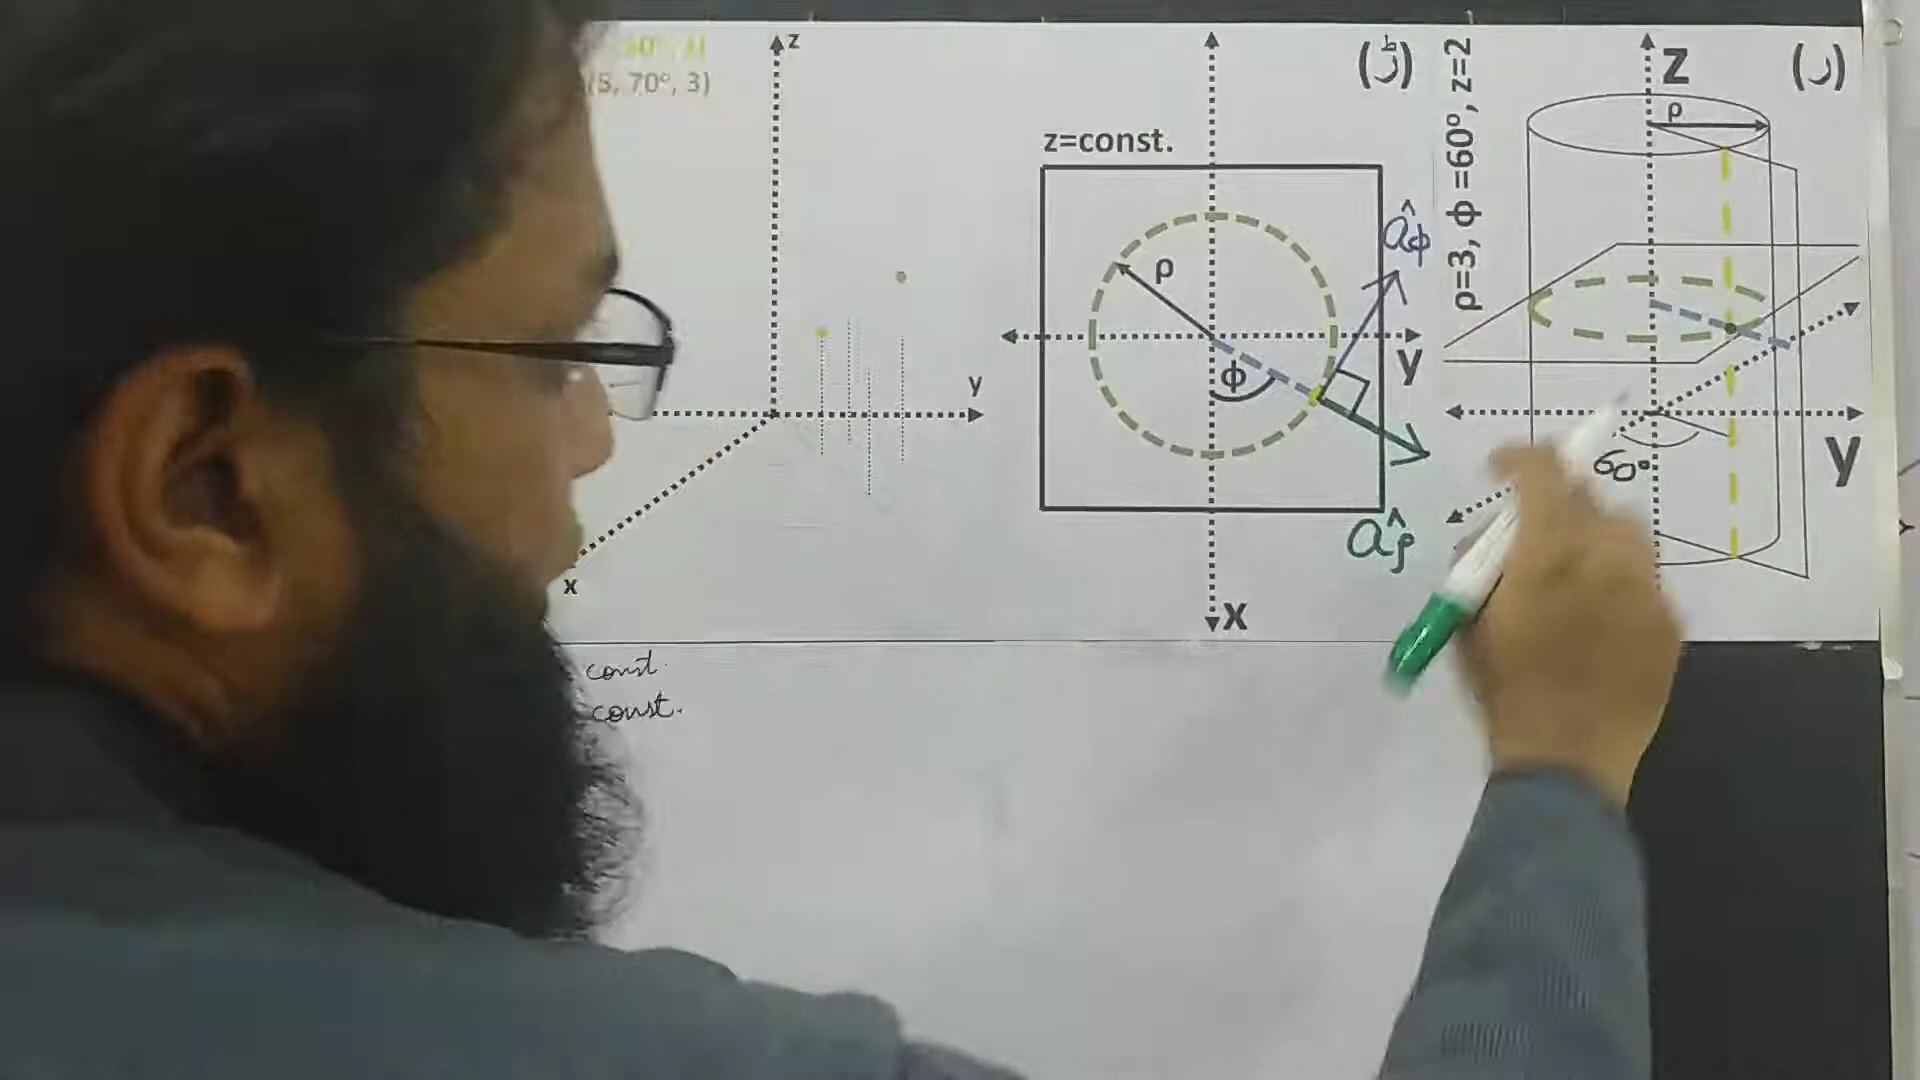 (5, 70°, 3)
z
y
x
const.
const.
(ڑ)
z=const.
ρ
ϕ
y
x
âϕ
âρ
ρ=3, ϕ =60°, z=2
(ر)
z
ρ
60°
y